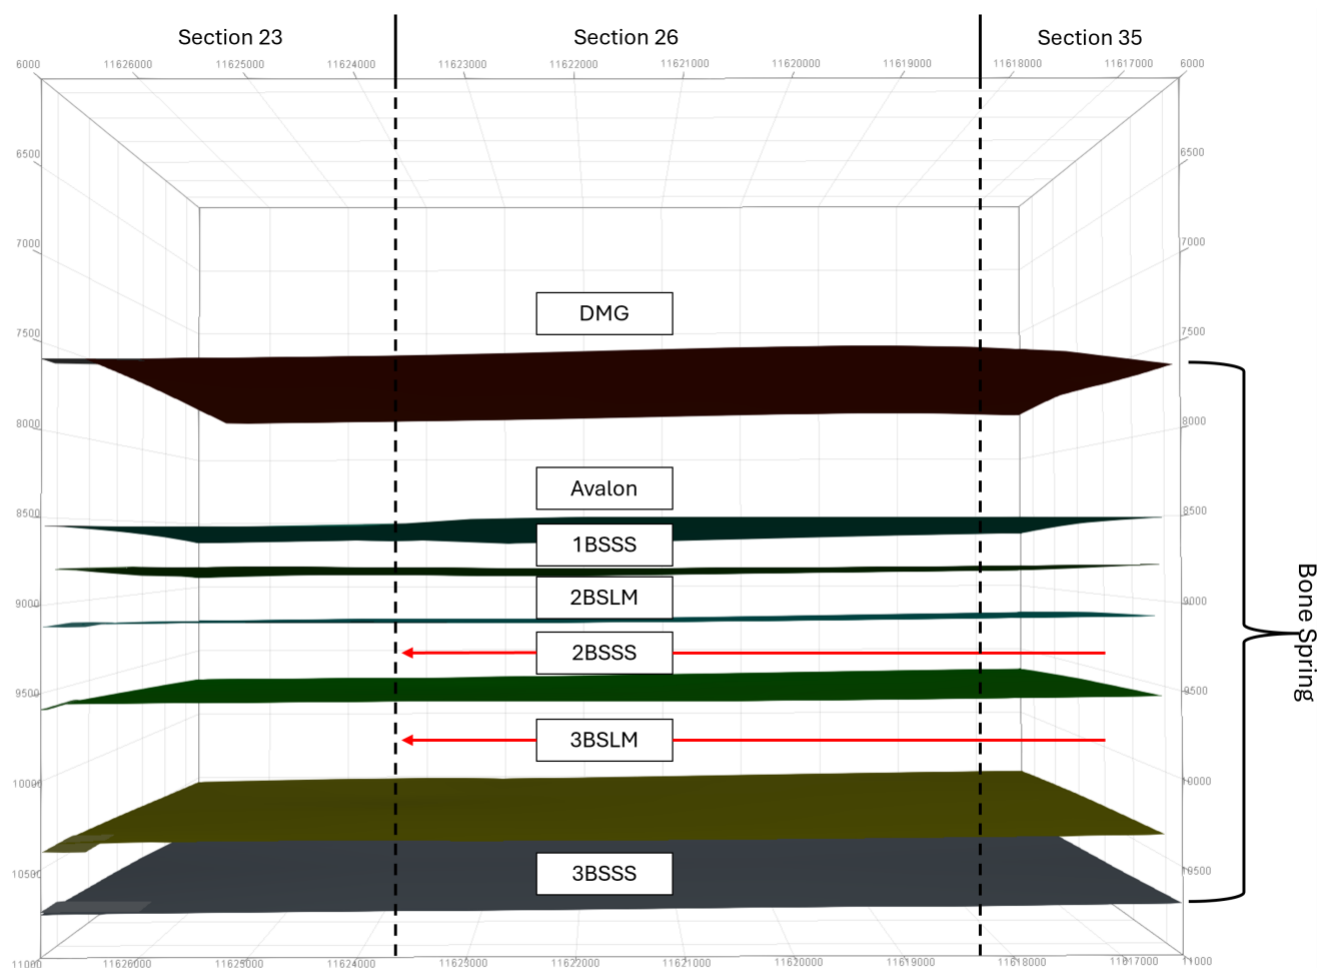 Section 23
Section 26
Section 35
6000 11626000 11625000 11624000 11623000 11622000 11621000 11620000 11619000 11618000 11617000 6000
6500 6500
7000 7000
DMG
7500 7500
8000 8000
Avalon
8500 8500
1BSSS
2BSLM
9000 9000
2BSSS
9500 9500
3BSLM
10000 10000
3BSSS
10500 10500
Bone Spring
11000 11626000 11625000 11624000 11623000 11622000 11621000 11620000 11619000 11618000 11617000 11000